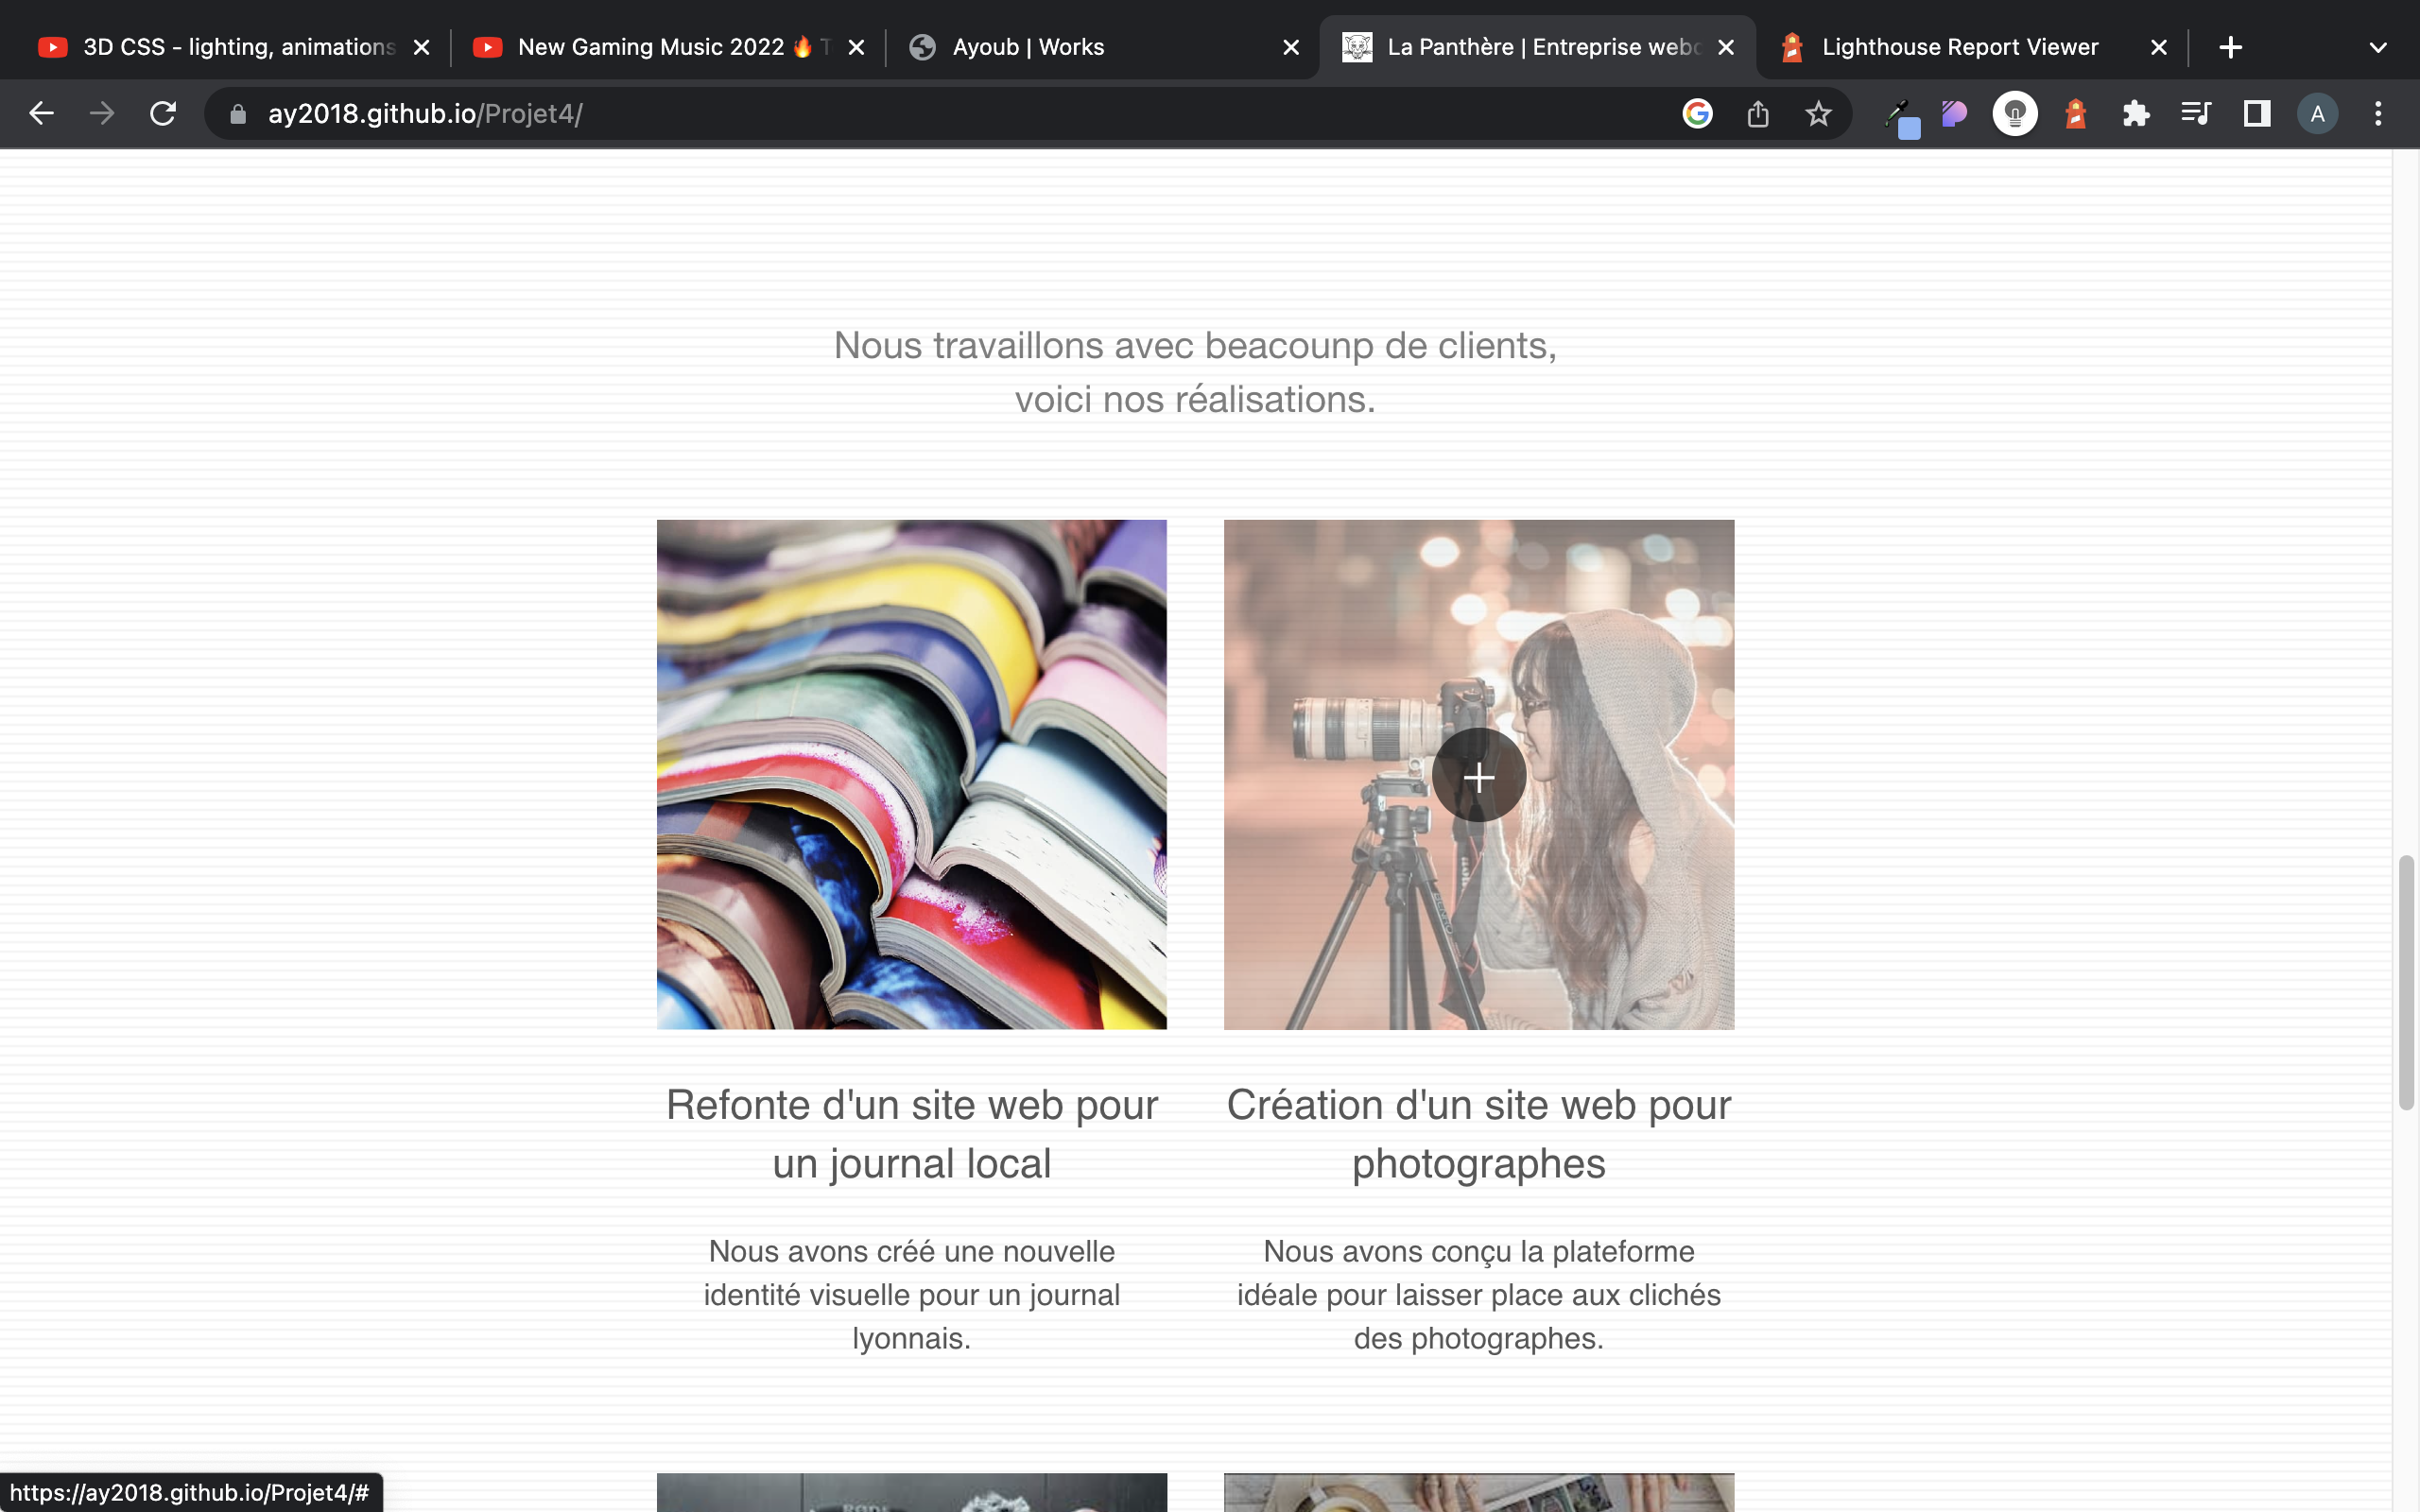 3D CSS - lighting, animations
New Gaming Music 2022 🔥 T
Ayoub | Works
La Panthère | Entreprise webd
Lighthouse Report Viewer
ay2018.github.io/Projet4/
A
Nous travaillons avec beacounp de clients,
voici nos réalisations.
Refonte d'un site web pour
un journal local
Création d'un site web pour
photographes
Nous avons créé une nouvelle
identité visuelle pour un journal
lyonnais.
Nous avons conçu la plateforme
idéale pour laisser place aux clichés
des photographes.
https://ay2018.github.io/Projet4/#